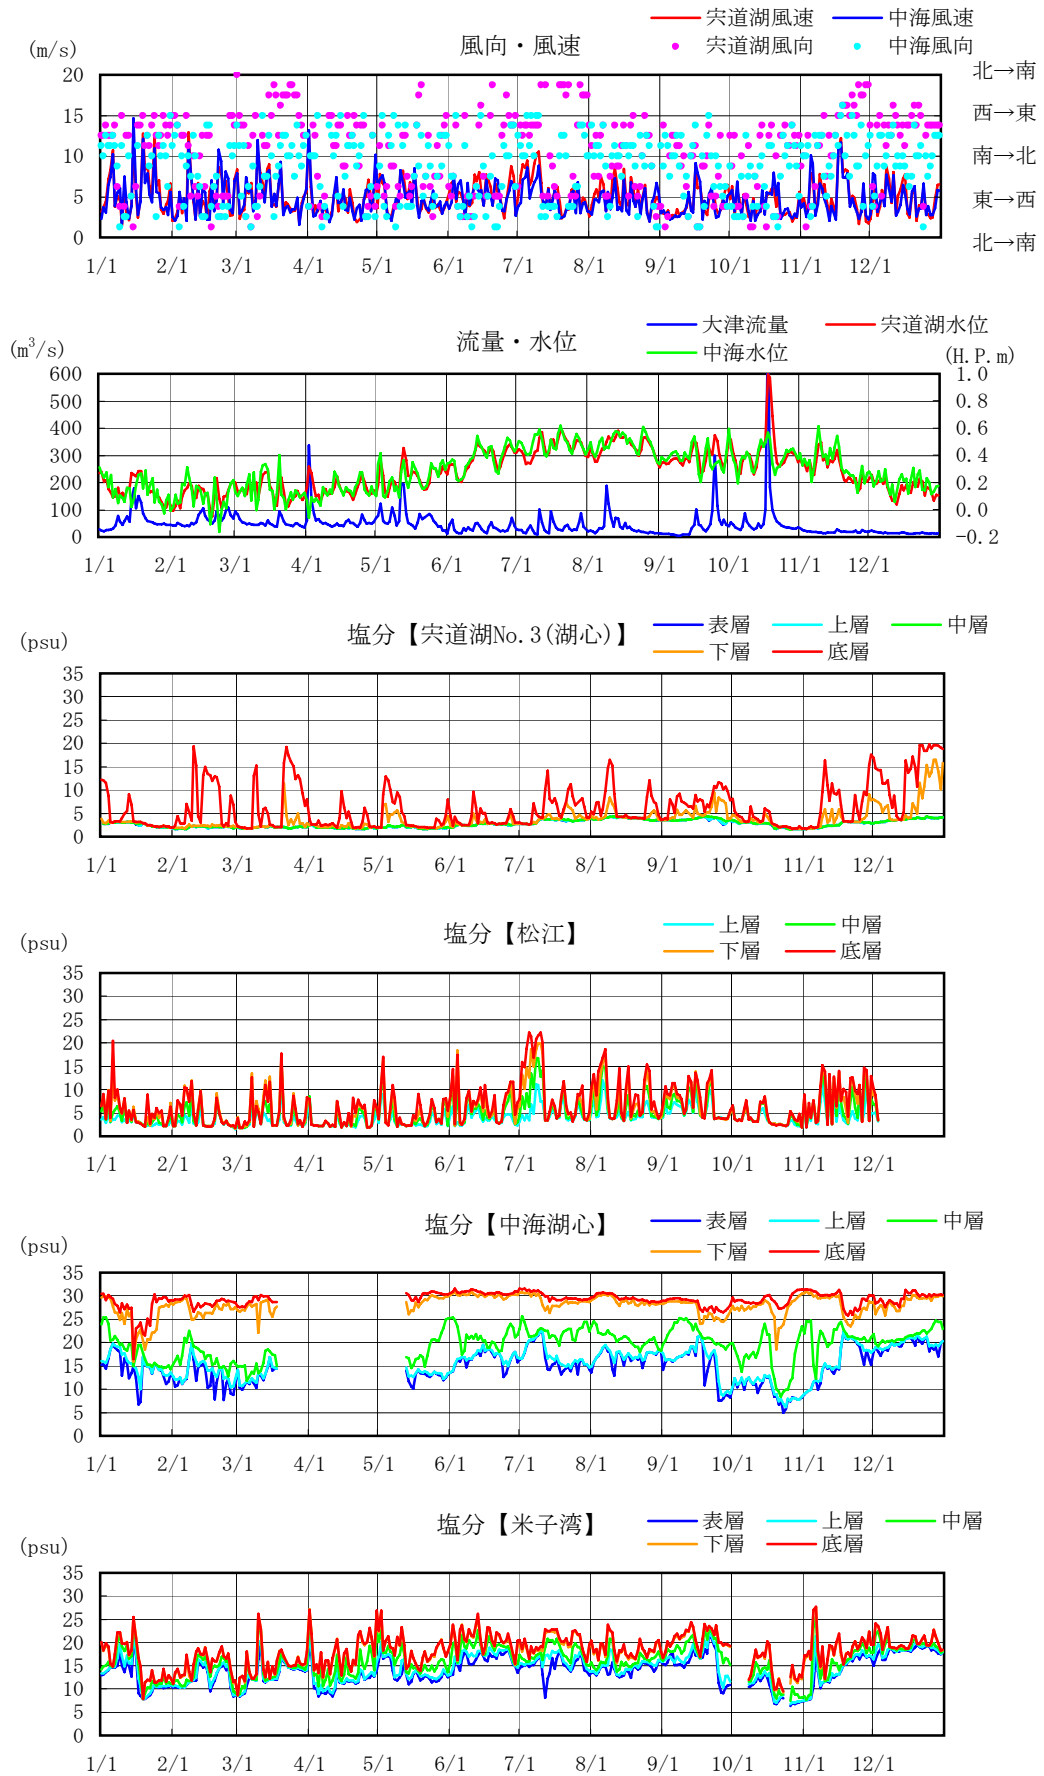 宍道湖風速 中海風速
(m/s) 風向・風速 宍道湖風向 中海風向
20 北→南
15 西→東
10 南→北
5 東→西
0 北→南
1/1 2/1 3/1 4/1 5/1 6/1 7/1 8/1 9/1 10/1 11/1 12/1
大津流量 宍道湖水位
(m³/s) 流量・水位 中海水位 (H.P.m)
600 1.0
500 0.8
400 0.6
300 0.4
200 0.2
100 0.0
0 -0.2
1/1 2/1 3/1 4/1 5/1 6/1 7/1 8/1 9/1 10/1 11/1 12/1
(psu) 塩分【宍道湖No.3(湖心)】 表層 上層 中層
下層 底層
35
30
25
20
15
10
5
0
1/1 2/1 3/1 4/1 5/1 6/1 7/1 8/1 9/1 10/1 11/1 12/1
(psu) 塩分【松江】 上層 中層
下層 底層
35
30
25
20
15
10
5
0
1/1 2/1 3/1 4/1 5/1 6/1 7/1 8/1 9/1 10/1 11/1 12/1
(psu) 塩分【中海湖心】 表層 上層 中層
下層 底層
35
30
25
20
15
10
5
0
1/1 2/1 3/1 4/1 5/1 6/1 7/1 8/1 9/1 10/1 11/1 12/1
(psu) 塩分【米子湾】 表層 上層 中層
下層 底層
35
30
25
20
15
10
5
0
1/1 2/1 3/1 4/1 5/1 6/1 7/1 8/1 9/1 10/1 11/1 12/1